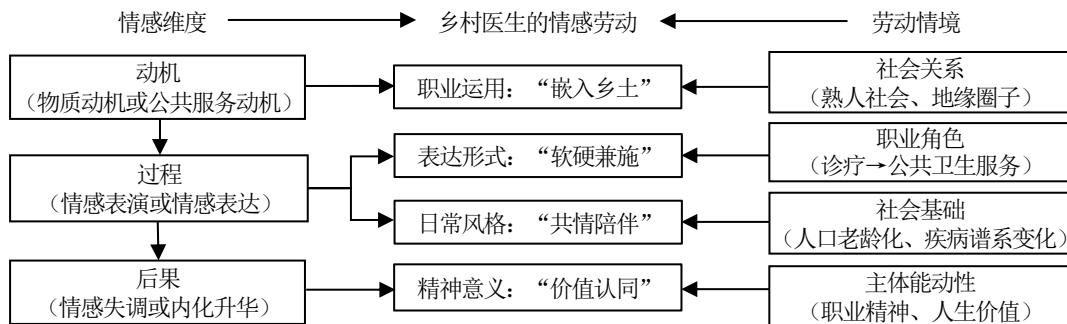 情感维度
乡村医生的情感劳动
劳动情境
动机
（物质动机或公共服务动机）
职业运用：“嵌入乡土”
社会关系
（熟人社会、地缘圈子）
过程
（情感表演或情感表达）
表达形式：“软硬兼施”
职业角色
（诊疗→公共卫生服务）
日常风格：“共情陪伴”
社会基础
（人口老龄化、疾病谱系变化）
后果
（情感失调或内化升华）
精神意义：“价值认同”
主体能动性
（职业精神、人生价值）